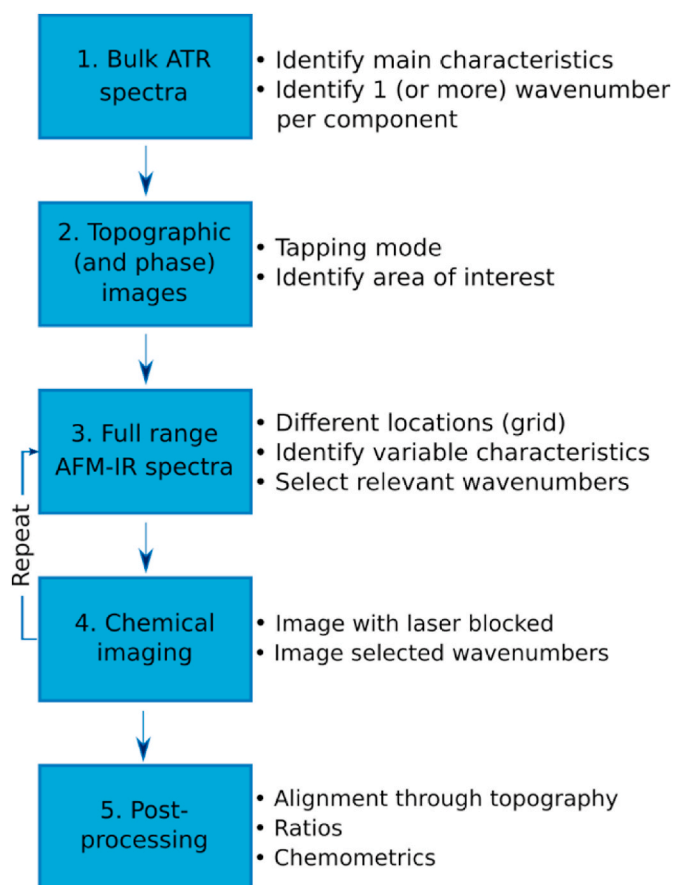 1. Bulk ATR
spectra
• Identify main characteristics
• Identify 1 (or more) wavenumber
per component
2. Topographic
(and phase)
images
• Tapping mode
• Identify area of interest
3. Full range
AFM-IR spectra
• Different locations (grid)
• Identify variable characteristics
• Select relevant wavenumbers
Repeat
4. Chemical
imaging
• Image with laser blocked
• Image selected wavenumbers
5. Post-
processing
• Alignment through topography
• Ratios
• Chemometrics